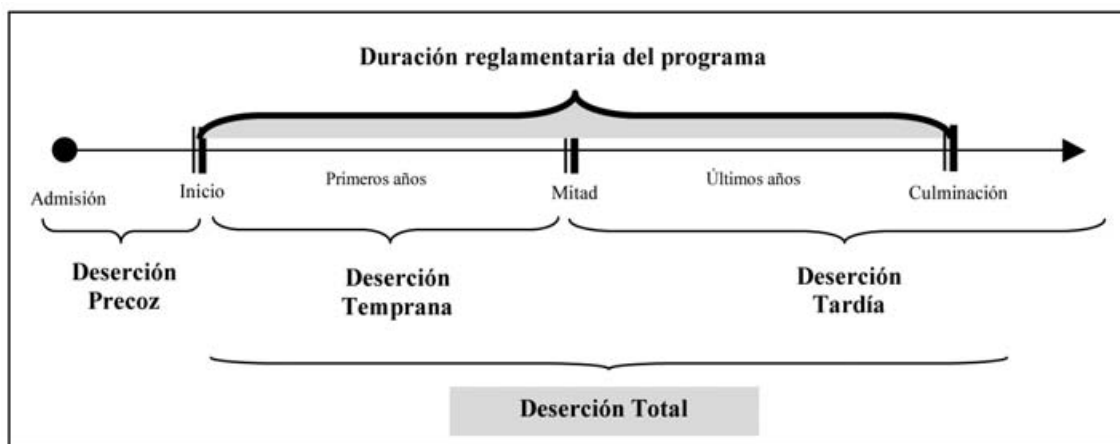 Duración reglamentaria del programa
Admisión
Inicio
Primeros años
Mitad
Últimos años
Culminación
Deserción
Precoz
Deserción
Temprana
Deserción
Tardía
Deserción Total